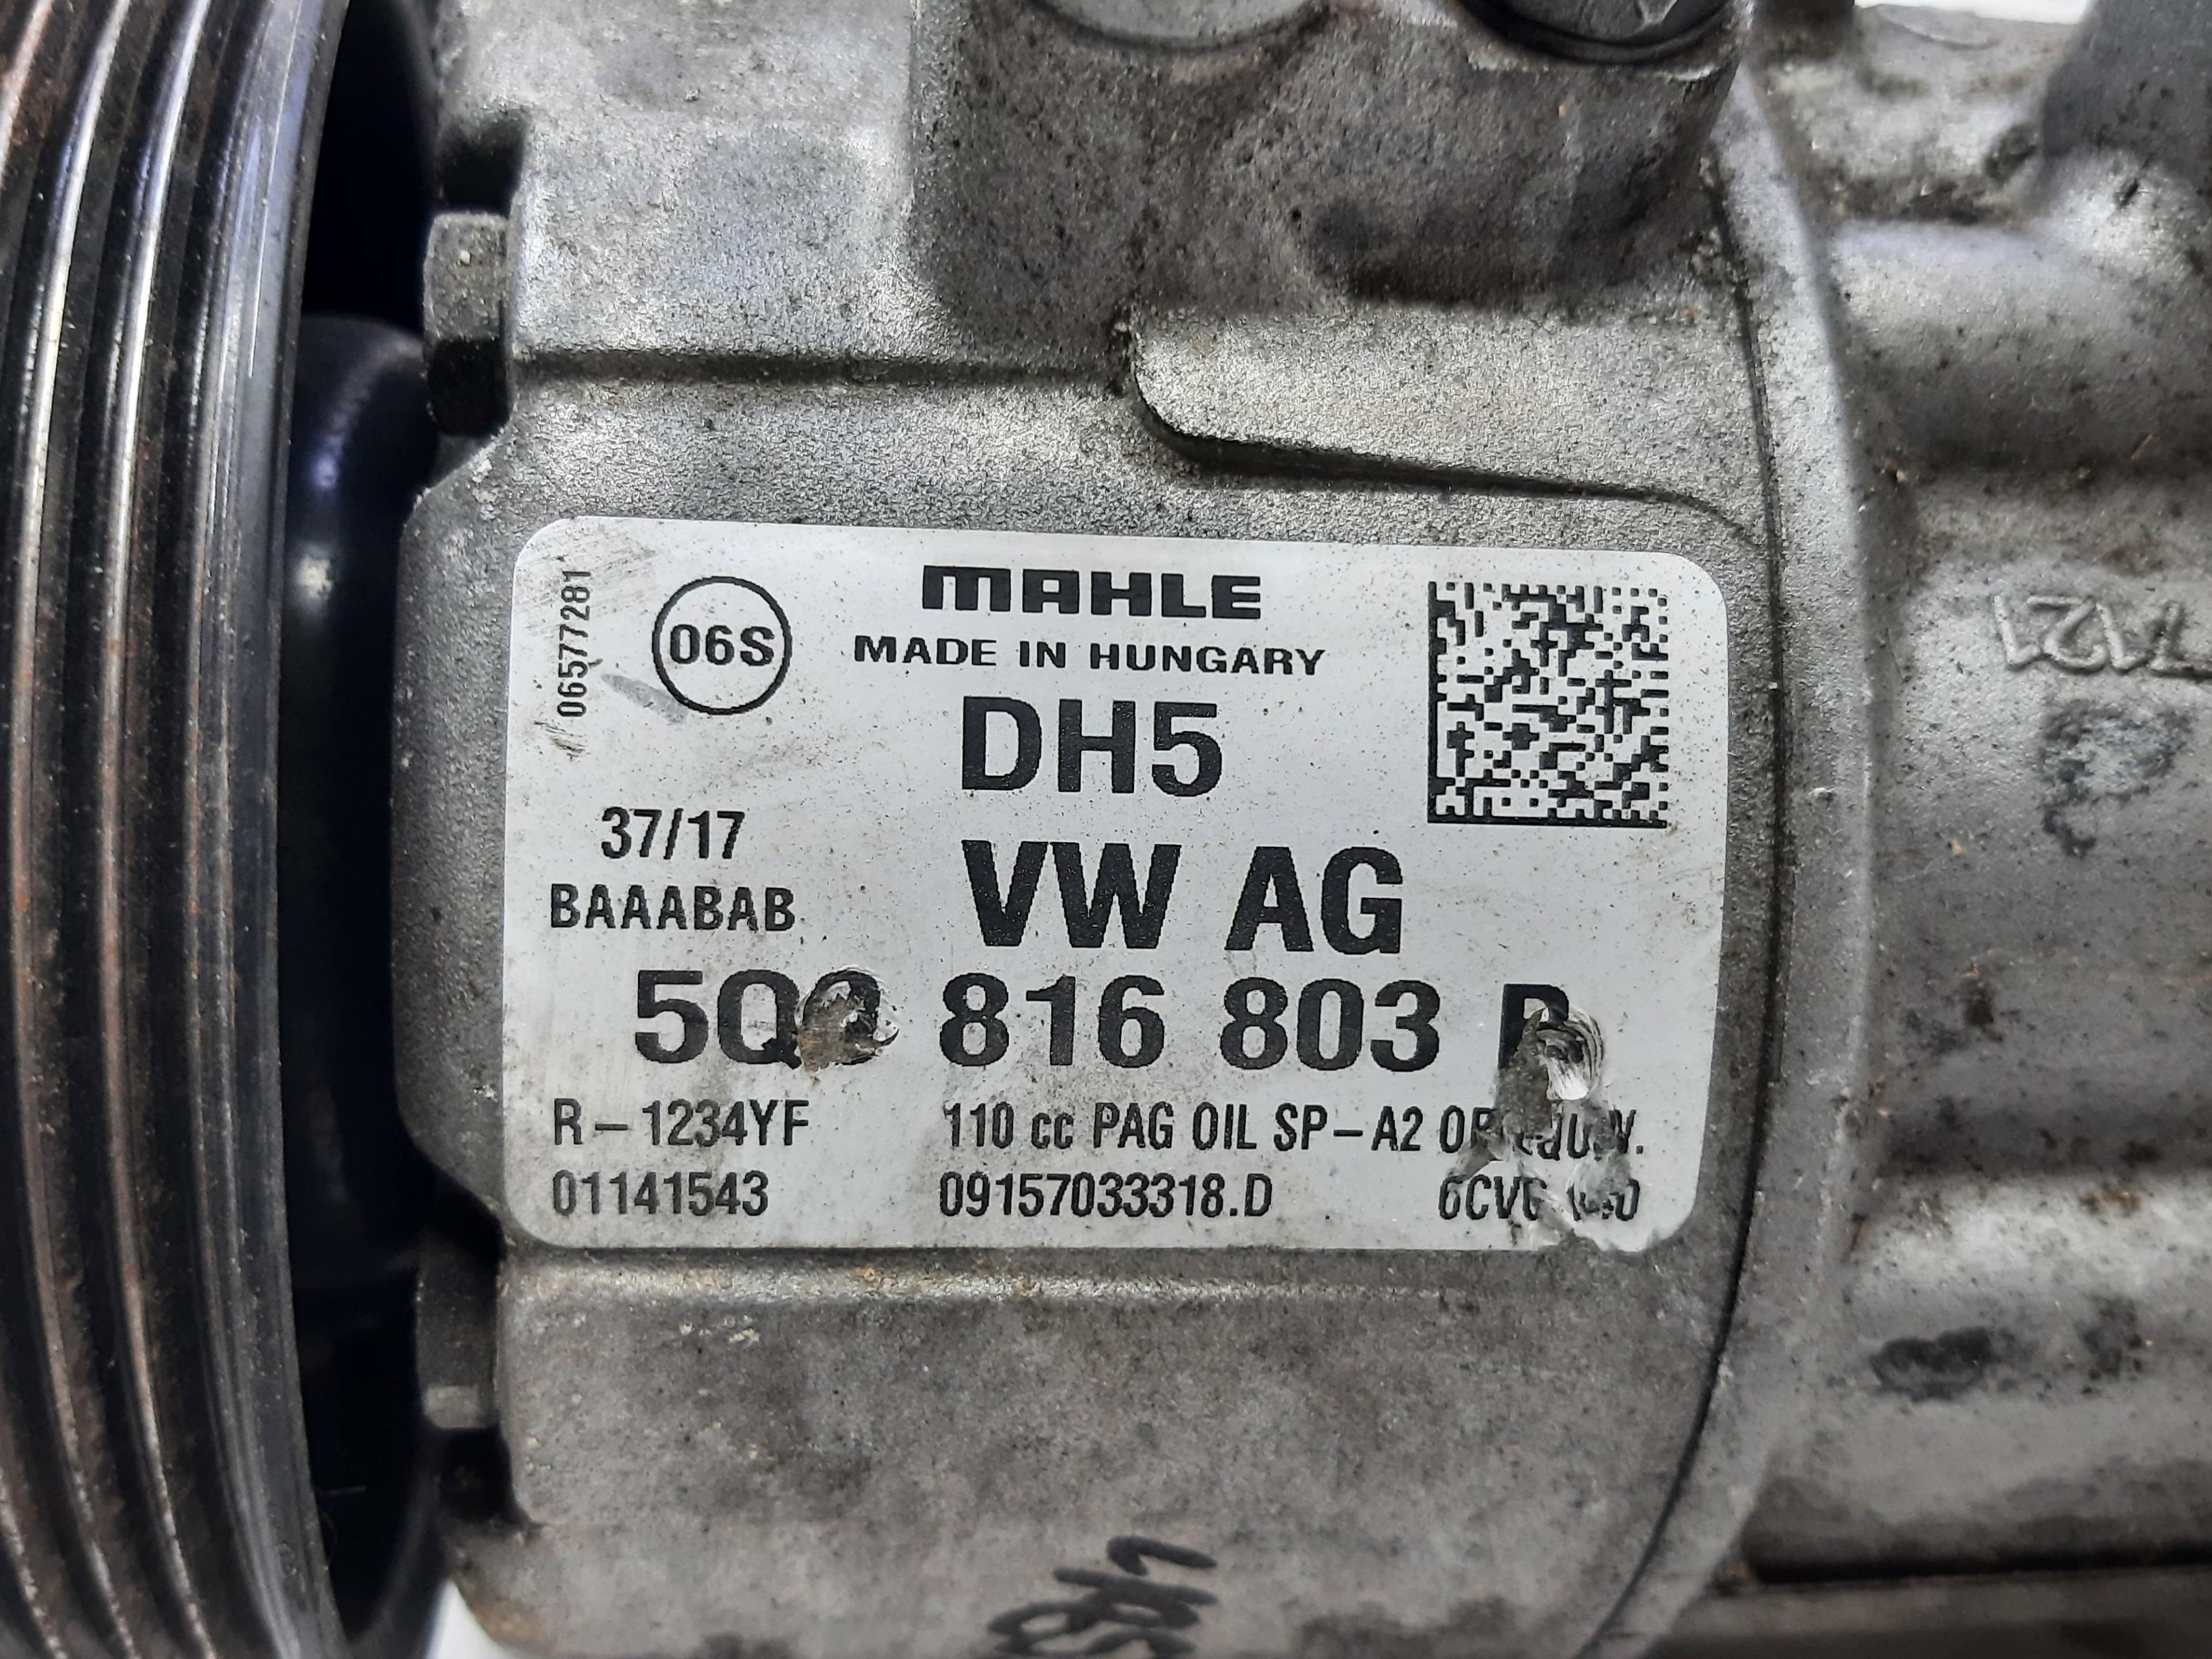 06577281
06S
MAHLE
MADE IN HUNGARY
DH5
37/17
VW AG
BAAABAB
816 803
R-1234YF
110 cc PAG OIL SP-A2
01141543
09157033318.D